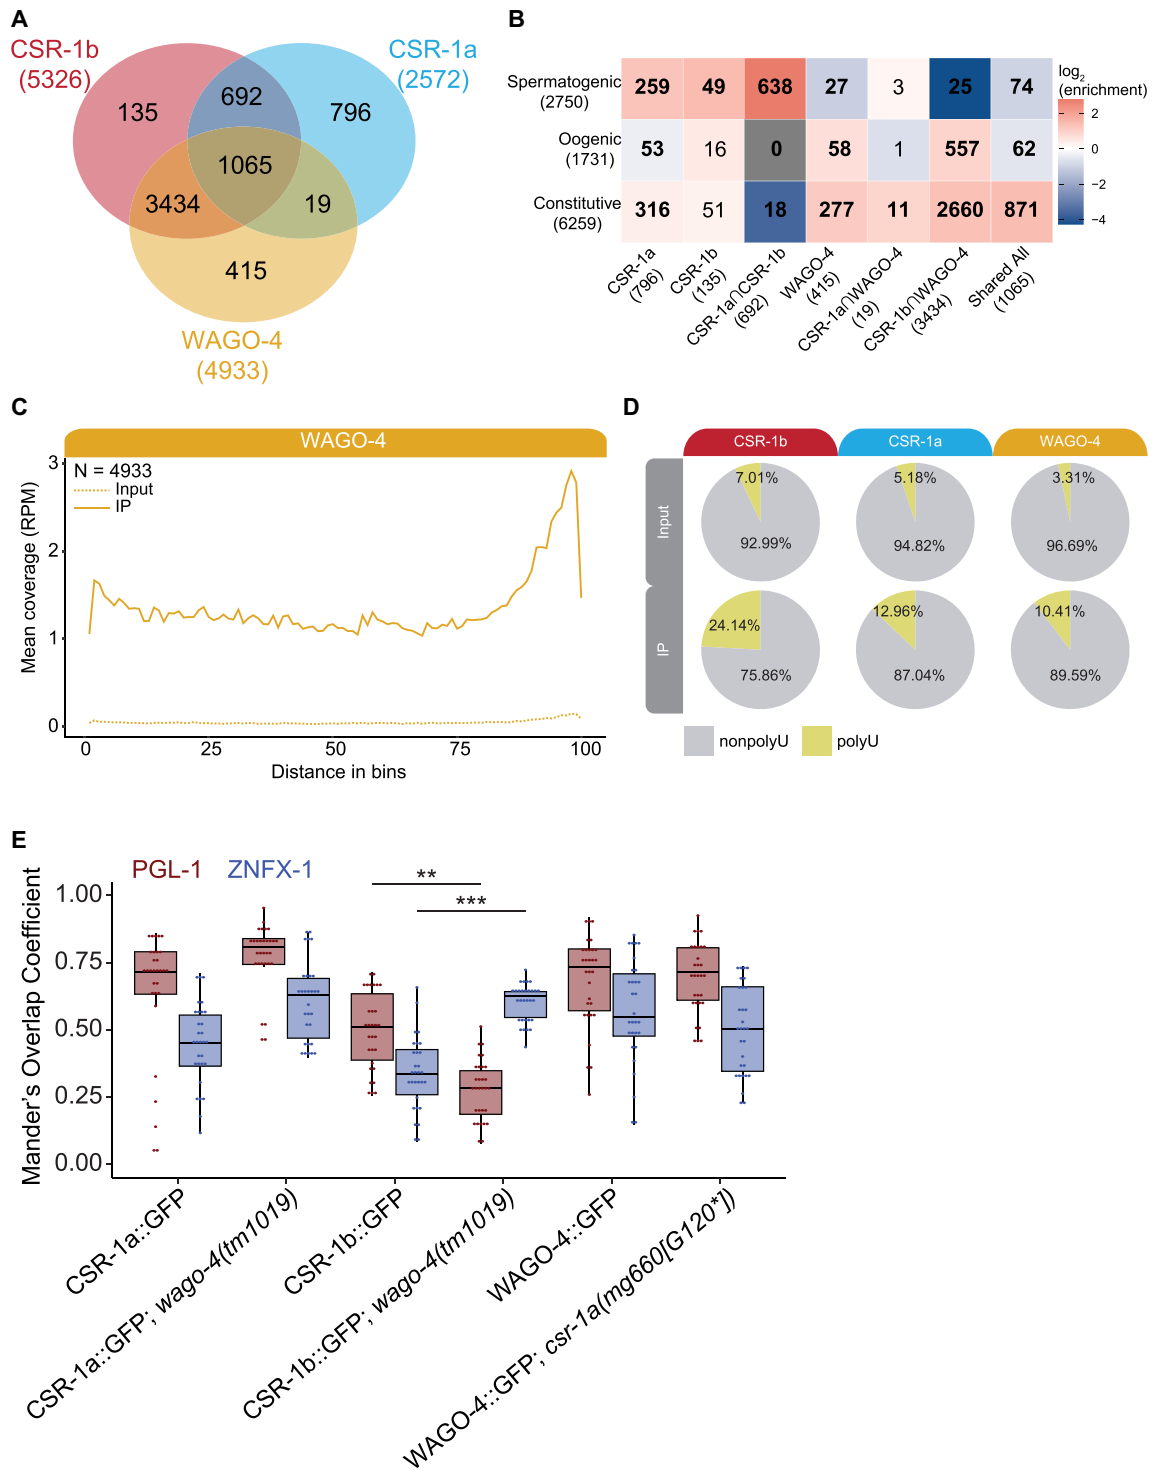 A
CSR-1b
(5326)
CSR-1a
(2572)
135
692
796
1065
3434
19
415
WAGO-4
(4933)
B
Spermatogenic
(2750)
259
49
638
27
3
25
74
Oogenic
(1731)
53
16
0
58
1
557
62
Constitutive
(6259)
316
51
18
277
11
2660
871
CSR-1a
(796)
CSR-1b
(135)
CSR-1a∩CSR-1b
(692)
WAGO-4
(415)
CSR-1a∩WAGO-4
(19)
CSR-1b∩WAGO-4
(3434)
Shared All
(1065)
log2
(enrichment)
2
0
−2
−4
C
WAGO-4
N = 4933
Input
IP
Mean coverage (RPM)
3
2
1
0
0
25
50
75
100
Distance in bins
D
CSR-1b
CSR-1a
WAGO-4
Input
7.01%
92.99%
5.18%
94.82%
3.31%
96.69%
IP
24.14%
75.86%
12.96%
87.04%
10.41%
89.59%
nonpolyU
polyU
E
PGL-1
ZNFX-1
**
***
Mander's Overlap Coefficient
1.00
0.75
0.50
0.25
0.00
CSR-1a::GFP
CSR-1a::GFP; wago-4(tm1019)
CSR-1b::GFP
CSR-1b::GFP; wago-4(tm1019)
WAGO-4::GFP
WAGO-4::GFP; csr-1a(mg660[G120*])